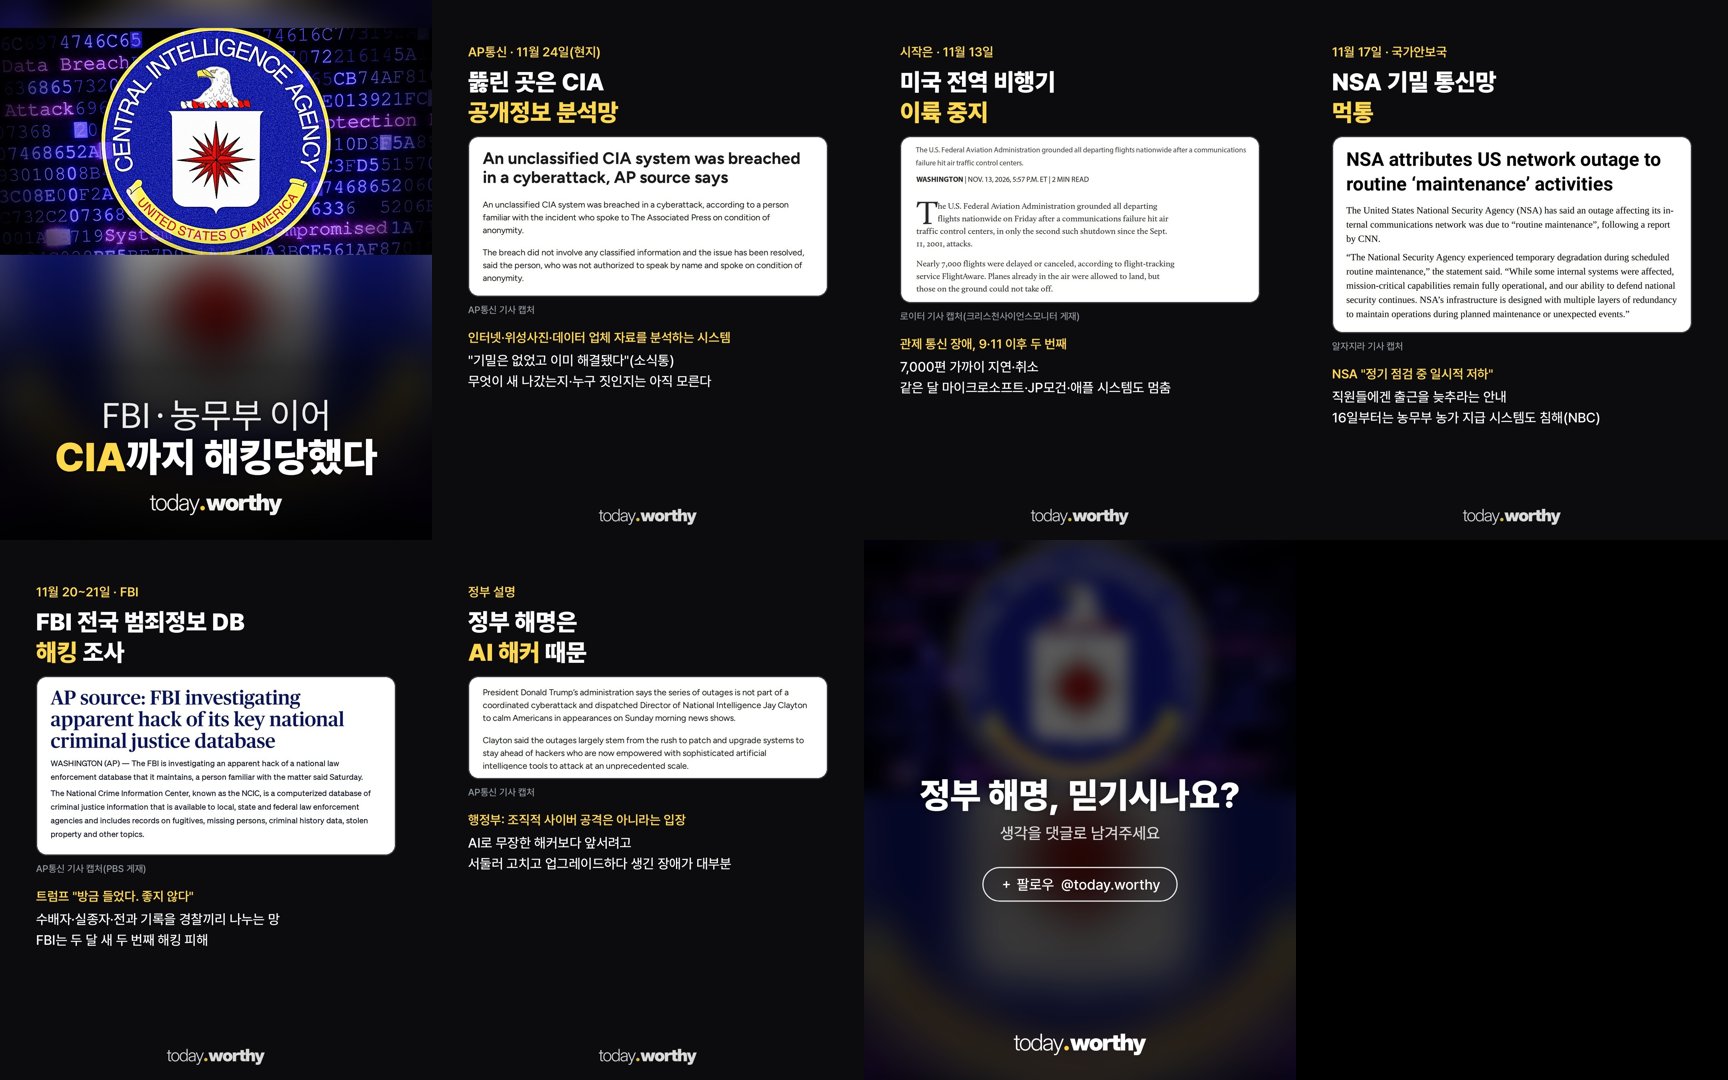 4746C65
74616C77
Data Breach
072216145A
686573
CB74AF81
Attack
E013921FC
07368
20
otection
7468652A
10D3F5A8
9301080B
3FD5515
3C08E00F2A
74686520
732C20736
6336
5206
719
Syst
mpromised
1A7
A3BCE561AF87
CENTRAL INTELLIGENCE AGENCY
UNITED STATES OF AMERICA
FBI · 농무부 이어
CIA까지 해킹당했다
today.worthy
AP통신 · 11월 24일(현지)
뚫린 곳은 CIA
공개정보 분석망
An unclassified CIA system was breached
in a cyberattack, AP source says
An unclassified CIA system was breached in a cyberattack, according to a person
familiar with the incident who spoke to The Associated Press on condition of
anonymity.
The breach did not involve any classified information and the issue has been resolved,
said the person, who was not authorized to speak by name and spoke on condition of
anonymity.
AP통신 기사 캡처
인터넷·위성사진·데이터 업체 자료를 분석하는 시스템
"기밀은 없었고 이미 해결됐다"(소식통)
무엇이 새 나갔는지·누구 짓인지는 아직 모른다
today.worthy
시작은 · 11월 13일
미국 전역 비행기
이륙 중지
The U.S. Federal Aviation Administration grounded all departing flights nationwide after a communications
failure hit air traffic control centers.
WASHINGTON | NOV. 13, 2026, 5:57 P.M. ET | 2 MIN READ
The U.S. Federal Aviation Administration grounded all departing
flights nationwide on Friday after a communications failure hit air
traffic control centers, in only the second such shutdown since the Sept.
11, 2001, attacks.
Nearly 7,000 flights were delayed or canceled, according to flight-tracking
service FlightAware. Planes already in the air were allowed to land, but
those on the ground could not take off.
로이터 기사 캡처(크리스천사이언스모니터 게재)
관제 통신 장애, 9·11 이후 두 번째
7,000편 가까이 지연·취소
같은 달 마이크로소프트·JP모건·애플 시스템도 멈춤
today.worthy
11월 17일 · 국가안보국
NSA 기밀 통신망
먹통
NSA attributes US network outage to
routine ‘maintenance’ activities
The United States National Security Agency (NSA) has said an outage affecting its in-
ternal communications network was due to “routine maintenance”, following a report
by CNN.
“The National Security Agency experienced temporary degradation during scheduled
routine maintenance,” the statement said. “While some internal systems were affected,
mission-critical capabilities remain fully operational, and our ability to defend national
security continues. NSA’s infrastructure is designed with multiple layers of redundancy
to maintain operations during planned maintenance or unexpected events.”
알자지라 기사 캡처
NSA "정기 점검 중 일시적 저하"
직원들에겐 출근을 늦추라는 안내
16일부터는 농무부 농가 지급 시스템도 침해(NBC)
today.worthy
11월 20~21일 · FBI
FBI 전국 범죄정보 DB
해킹 조사
AP source: FBI investigating
apparent hack of its key national
criminal justice database
WASHINGTON (AP) — The FBI is investigating an apparent hack of a national law
enforcement database that it maintains, a person familiar with the matter said Saturday.
The National Crime Information Center, known as the NCIC, is a computerized database of
criminal justice information that is available to local, state and federal law enforcement
agencies and includes records on fugitives, missing persons, criminal history data, stolen
property and other topics.
AP통신 기사 캡처(PBS 게재)
트럼프 "방금 들었다. 좋지 않다"
수배자·실종자·전과 기록을 경찰끼리 나누는 망
FBI는 두 달 새 두 번째 해킹 피해
today.worthy
정부 설명
정부 해명은
AI 해커 때문
President Donald Trump’s administration says the series of outages is not part of a
coordinated cyberattack and dispatched Director of National Intelligence Jay Clayton
to calm Americans in appearances on Sunday morning news shows.
Clayton said the outages largely stem from the rush to patch and upgrade systems to
stay ahead of hackers who are now empowered with sophisticated artificial
intelligence tools to attack at an unprecedented scale.
AP통신 기사 캡처
행정부: 조직적 사이버 공격은 아니라는 입장
AI로 무장한 해커보다 앞서려고
서둘러 고치고 업그레이드하다 생긴 장애가 대부분
today.worthy
정부 해명, 믿기시나요?
생각을 댓글로 남겨주세요
+ 팔로우 @today.worthy
today.worthy